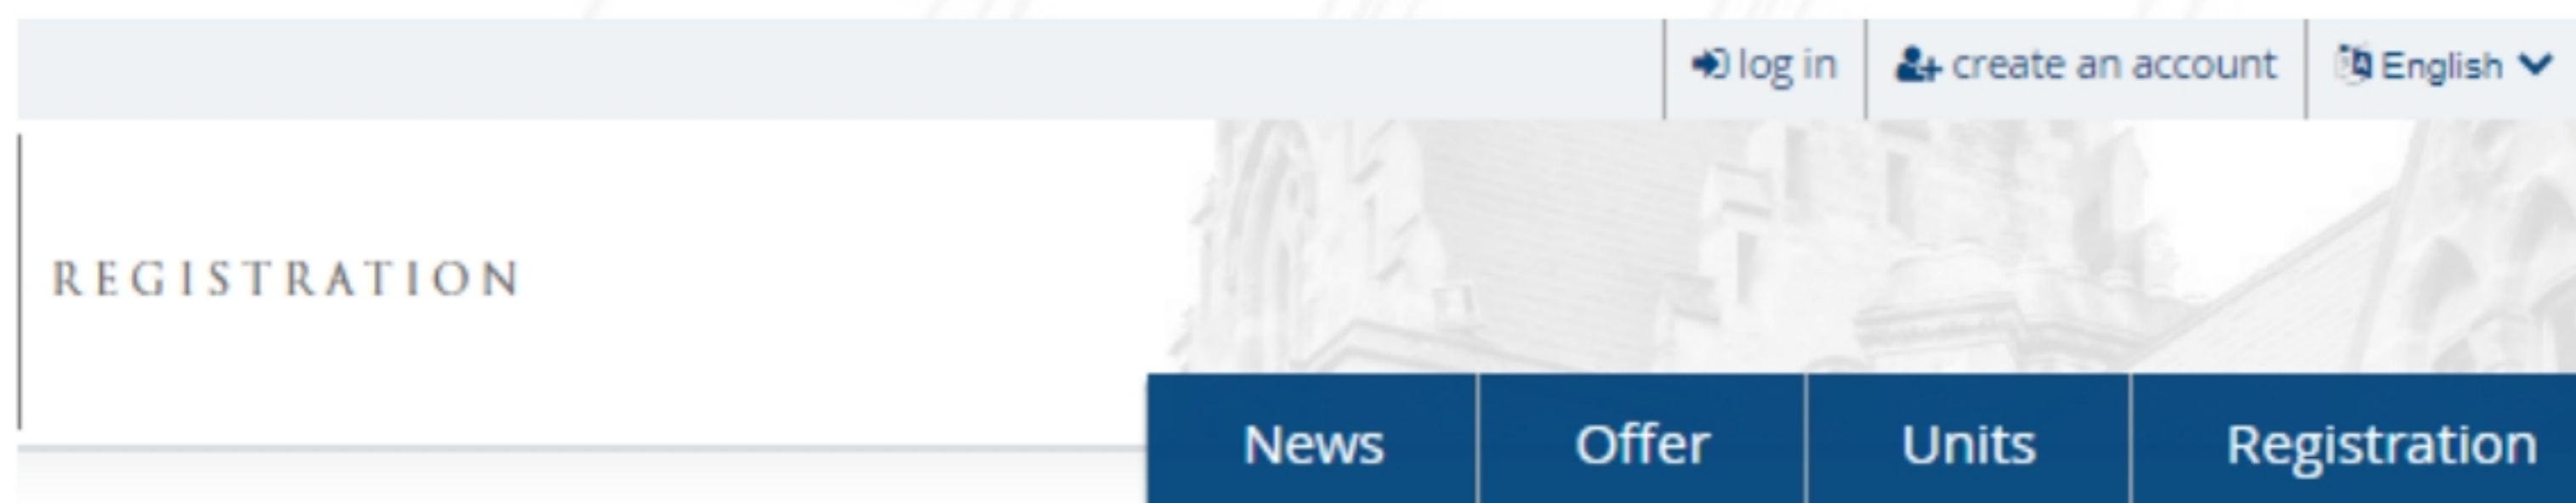 log in create an account English
REGISTRATION
News Offer Units Registration